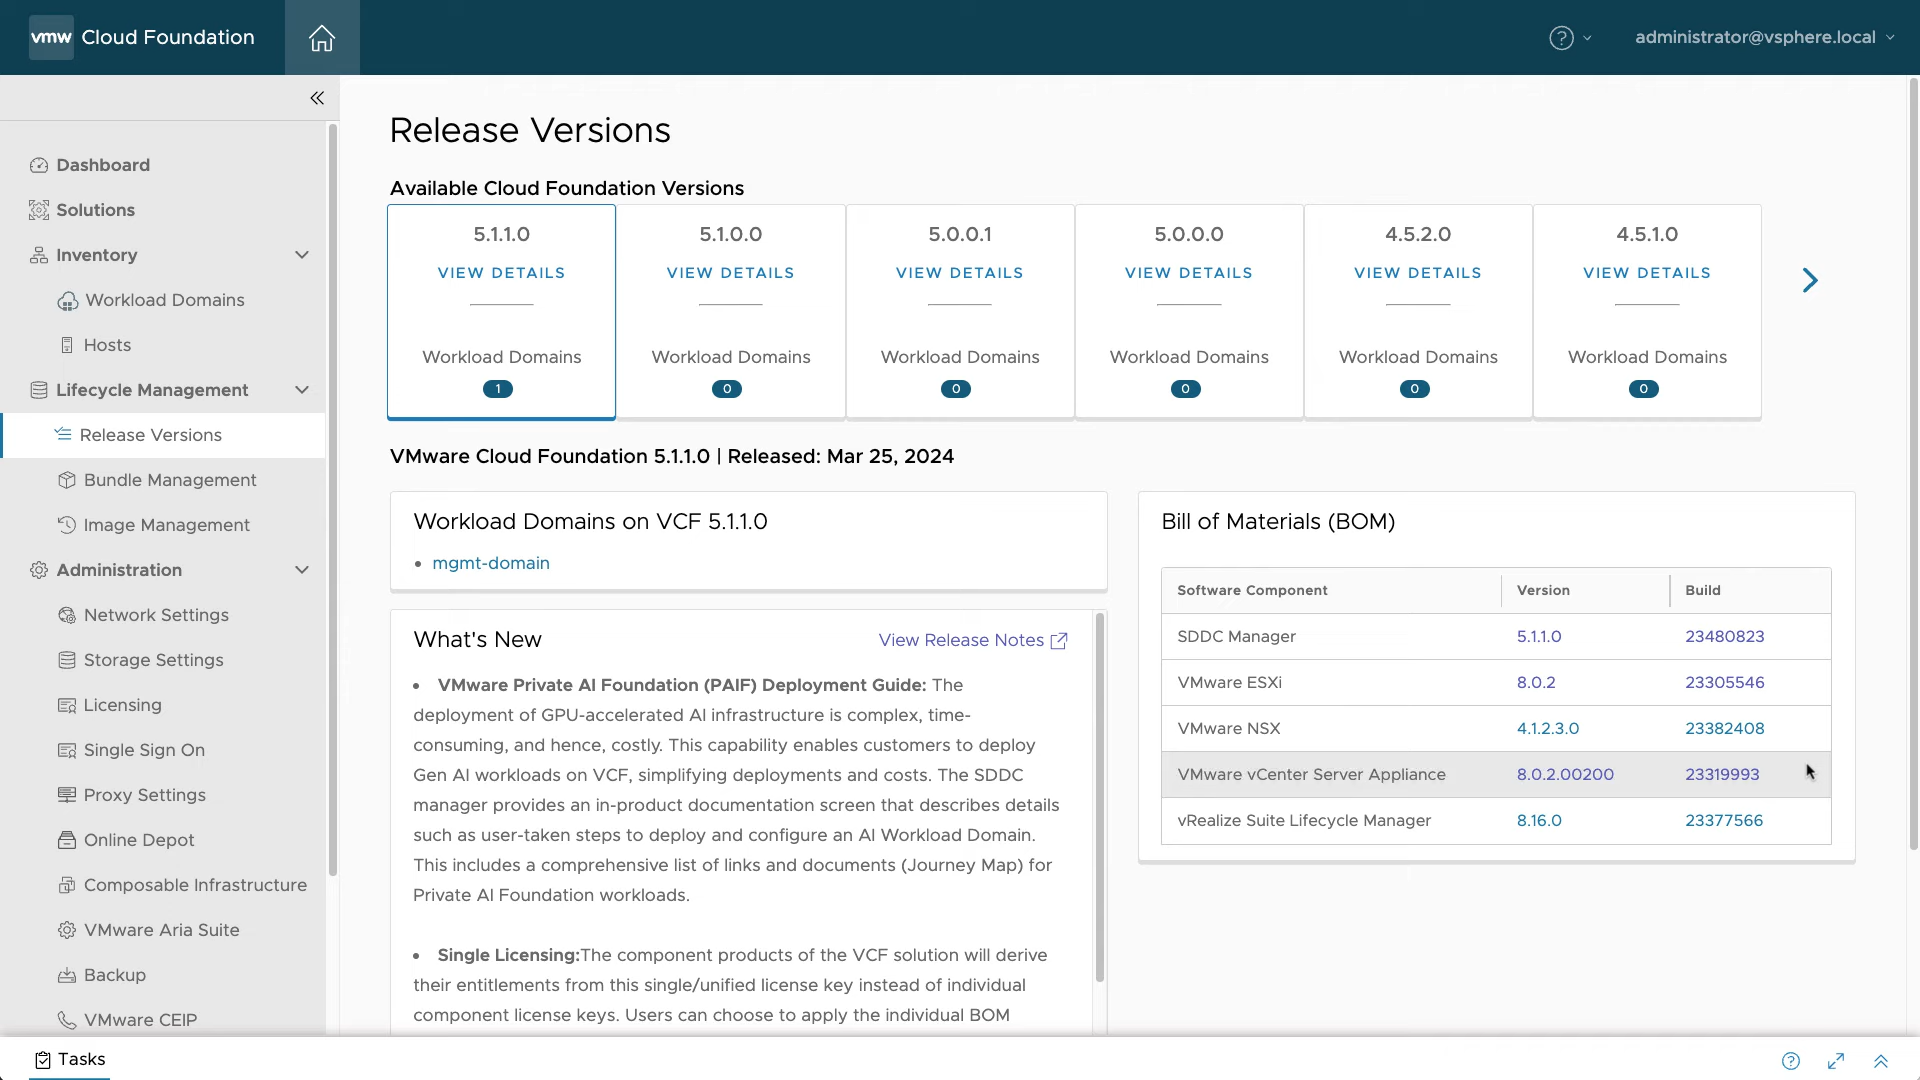 vmw Cloud Foundation
administrator@vsphere.local
Dashboard
Solutions
Inventory
Workload Domains
Hosts
Lifecycle Management
Release Versions
Bundle Management
Image Management
Administration
Network Settings
Storage Settings
Licensing
Single Sign On
Proxy Settings
Online Depot
Composable Infrastructure
VMware Aria Suite
Backup
VMware CEIP
Release Versions
Available Cloud Foundation Versions
5.1.1.0
VIEW DETAILS
Workload Domains
1
5.1.0.0
VIEW DETAILS
Workload Domains
0
5.0.0.1
VIEW DETAILS
Workload Domains
0
5.0.0.0
VIEW DETAILS
Workload Domains
0
4.5.2.0
VIEW DETAILS
Workload Domains
0
4.5.1.0
VIEW DETAILS
Workload Domains
0
VMware Cloud Foundation 5.1.1.0 | Released: Mar 25, 2024
Workload Domains on VCF 5.1.1.0
• mgmt-domain
What's New
View Release Notes
• VMware Private AI Foundation (PAIF) Deployment Guide: The
deployment of GPU-accelerated AI infrastructure is complex, time-
consuming, and hence, costly. This capability enables customers to deploy
Gen AI workloads on VCF, simplifying deployments and costs. The SDDC
manager provides an in-product documentation screen that describes details
such as user-taken steps to deploy and configure an AI Workload Domain.
This includes a comprehensive list of links and documents (Journey Map) for
Private AI Foundation workloads.
• Single Licensing:The component products of the VCF solution will derive
their entitlements from this single/unified license key instead of individual
component license keys. Users can choose to apply the individual BOM
Bill of Materials (BOM)
Software Component Version Build
SDDC Manager 5.1.1.0 23480823
VMware ESXi 8.0.2 23305546
VMware NSX 4.1.2.3.0 23382408
VMware vCenter Server Appliance 8.0.2.00200 23319993
vRealize Suite Lifecycle Manager 8.16.0 23377566
Tasks